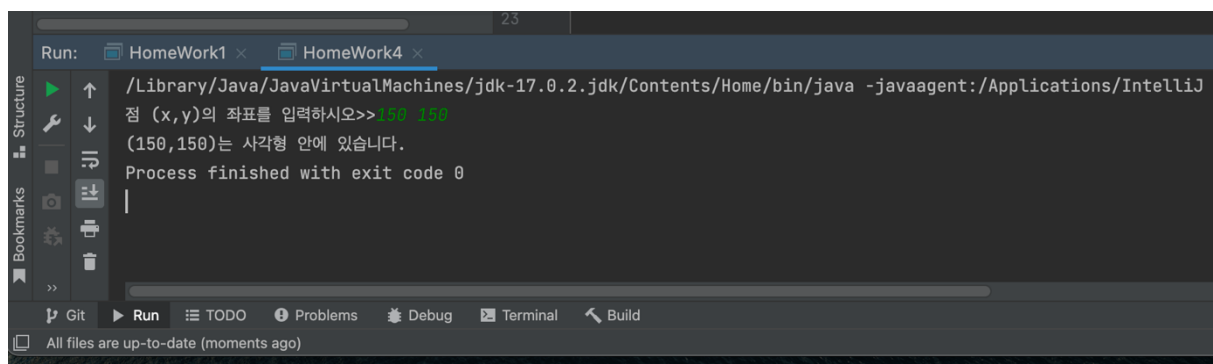 23
Run: HomeWork1 × HomeWork4 ×
/Library/Java/JavaVirtualMachines/jdk-17.0.2.jdk/Contents/Home/bin/java -javaagent:/Applications/IntelliJ
점 (x,y)의 좌표를 입력하시오>>150 150
(150,150)는 사각형 안에 있습니다.
Process finished with exit code 0
Structure
Bookmarks
Git Run TODO Problems Debug Terminal Build
All files are up-to-date (moments ago)